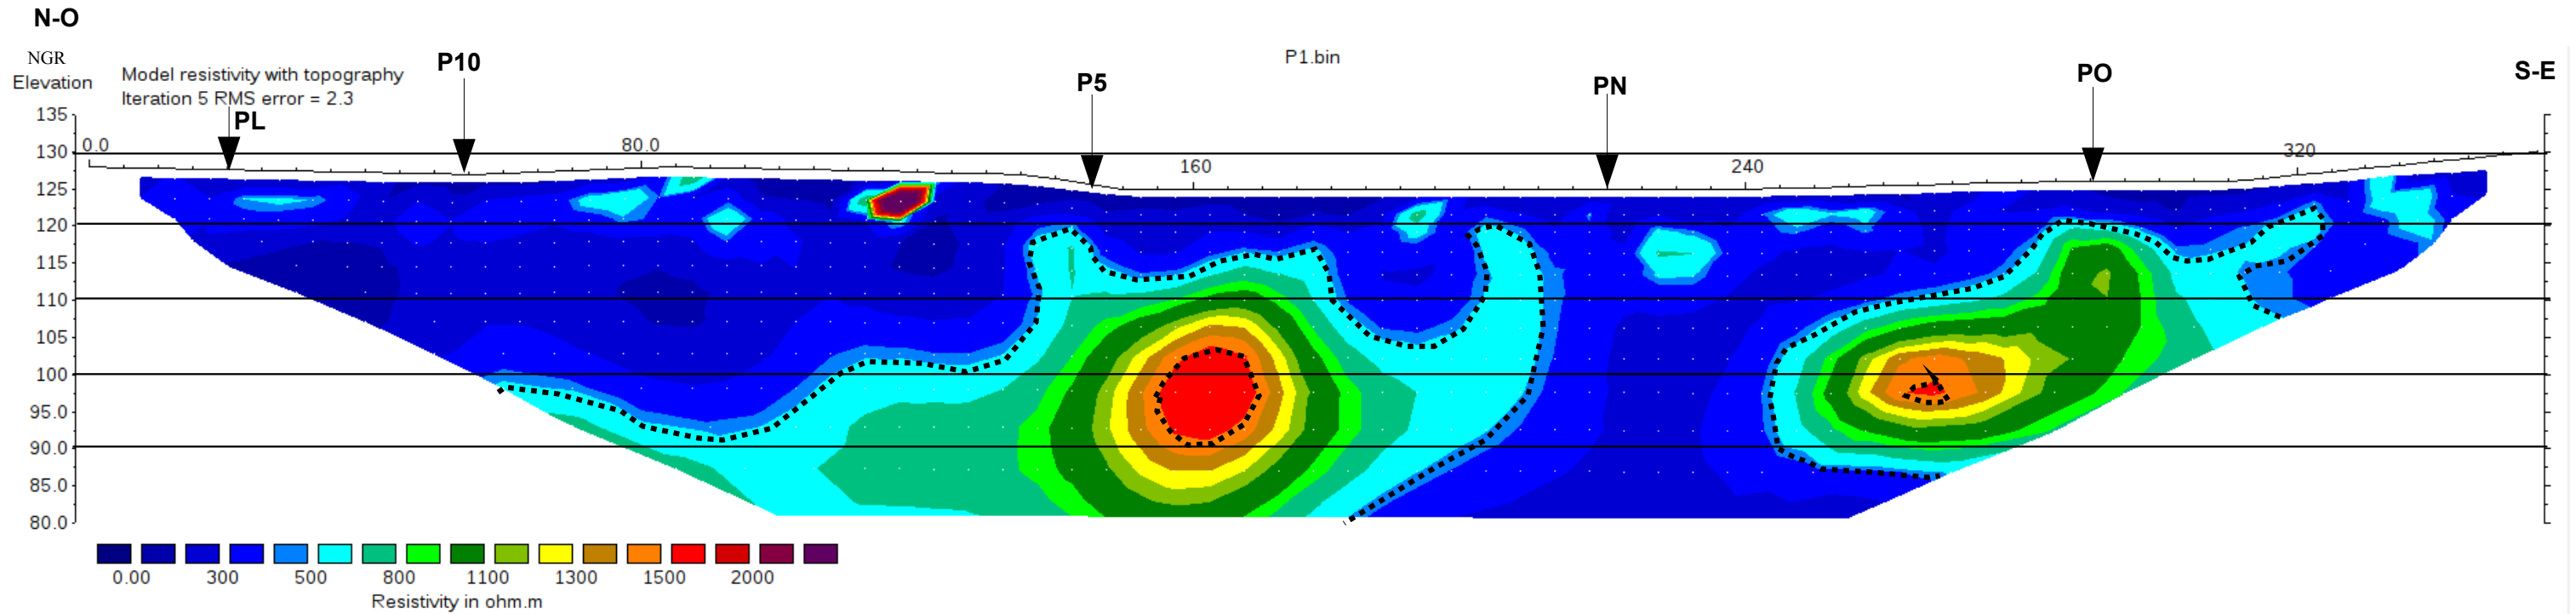 N-O
NGR
Elevation
Model resistivity with topography
Iteration 5 RMS error = 2.3
P1.bin
PL
P10
P5
PN
PO
S-E
0.0 80.0 160 240 320
135
130
125
120
115
110
105
100
95.0
90.0
85.0
80.0
0.00 300 500 800 1100 1300 1500 2000
Resistivity in ohm.m